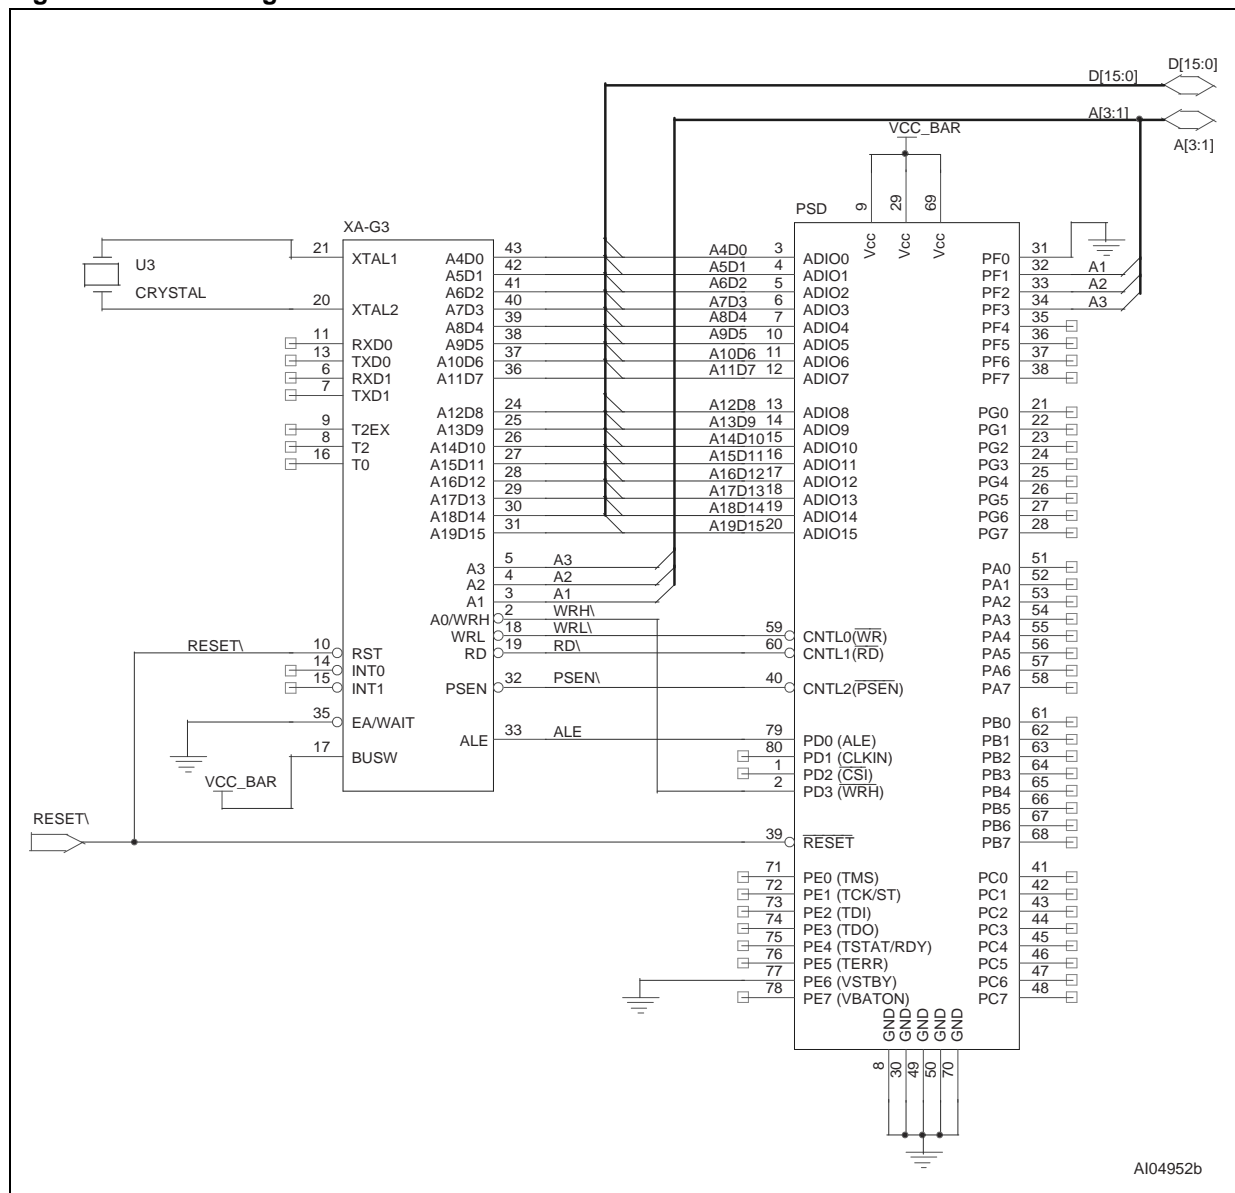 D[15:0]
D[15:0]
A[3:1]
A[3:1]
VCC_BAR
PSD
9 29 69
Vcc Vcc Vcc
XA-G3
U3
CRYSTAL
21 XTAL1
20 XTAL2
11 RXD0
13 TXD0
6 RXD1
7 TXD1
9 T2EX
8 T2
16 T0
RESET\ 10 RST
14 INT0
15 INT1
35 EA/WAIT
17 BUSW
VCC_BAR
RESET\
A4D0 43
A5D1 42
A6D2 41
A7D3 40
A8D4 39
A9D5 38
A10D6 37
A11D7 36
A12D8 24
A13D9 25
A14D10 26
A15D11 27
A16D12 28
A17D13 29
A18D14 30
A19D15 31
A3 5 A3
A2 4 A2
A1 3 A1
A0/WRH 2 WRH\
WRL 18 WRL\
RD 19 RD\
PSEN 32 PSEN\
ALE 33 ALE
A4D0 3 ADIO0
A5D1 4 ADIO1
A6D2 5 ADIO2
A7D3 6 ADIO3
A8D4 7 ADIO4
A9D5 10 ADIO5
A10D6 11 ADIO6
A11D7 12 ADIO7
A12D8 13 ADIO8
A13D9 14 ADIO9
A14D10 15 ADIO10
A15D11 16 ADIO11
A16D12 17 ADIO12
A17D13 18 ADIO13
A18D14 19 ADIO14
A19D15 20 ADIO15
59 CNTL0(WR)
60 CNTL1(RD)
40 CNTL2(PSEN)
79 PD0 (ALE)
80 PD1 (CLKIN)
1 PD2 (CSI)
2 PD3 (WRH)
39 RESET
71 PE0 (TMS)
72 PE1 (TCK/ST)
73 PE2 (TDI)
74 PE3 (TDO)
75 PE4 (TSTAT/RDY)
76 PE5 (TERR)
77 PE6 (VSTBY)
78 PE7 (VBATON)
PF0 31
PF1 32 A1
PF2 33 A2
PF3 34 A3
PF4 35
PF5 36
PF6 37
PF7 38
PG0 21
PG1 22
PG2 23
PG3 24
PG4 25
PG5 26
PG6 27
PG7 28
PA0 51
PA1 52
PA2 53
PA3 54
PA4 55
PA5 56
PA6 57
PA7 58
PB0 61
PB1 62
PB2 63
PB3 64
PB4 65
PB5 66
PB6 67
PB7 68
PC0 41
PC1 42
PC2 43
PC3 44
PC4 45
PC5 46
PC6 47
PC7 48
GND GND GND GND GND
8 30 49 50 70
AI04952b